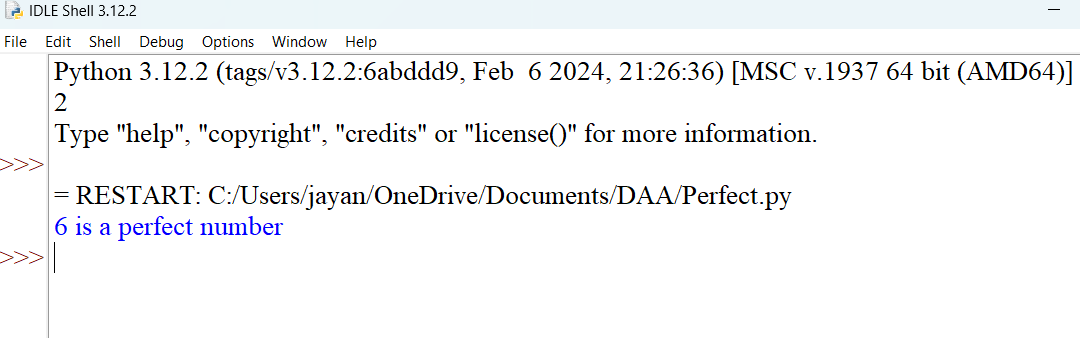 IDLE Shell 3.12.2
File Edit Shell Debug Options Window Help
Python 3.12.2 (tags/v3.12.2:6abddd9, Feb  6 2024, 21:26:36) [MSC v.1937 64 bit (AMD64)]
2
Type "help", "copyright", "credits" or "license()" for more information.
>>>
= RESTART: C:/Users/jayan/OneDrive/Documents/DAA/Perfect.py
6 is a perfect number
>>>